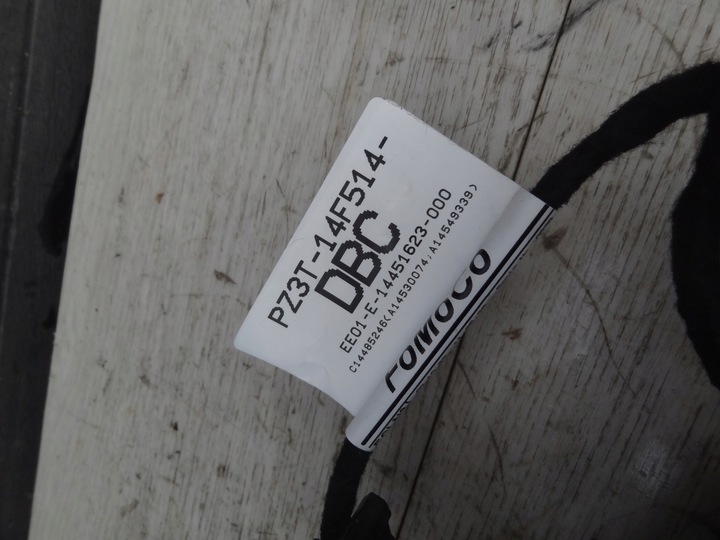 PZ3T-14F514-
DBC
EE01-E-14451623-000
C14485246(A14530074;A14549339)
FOMOCO